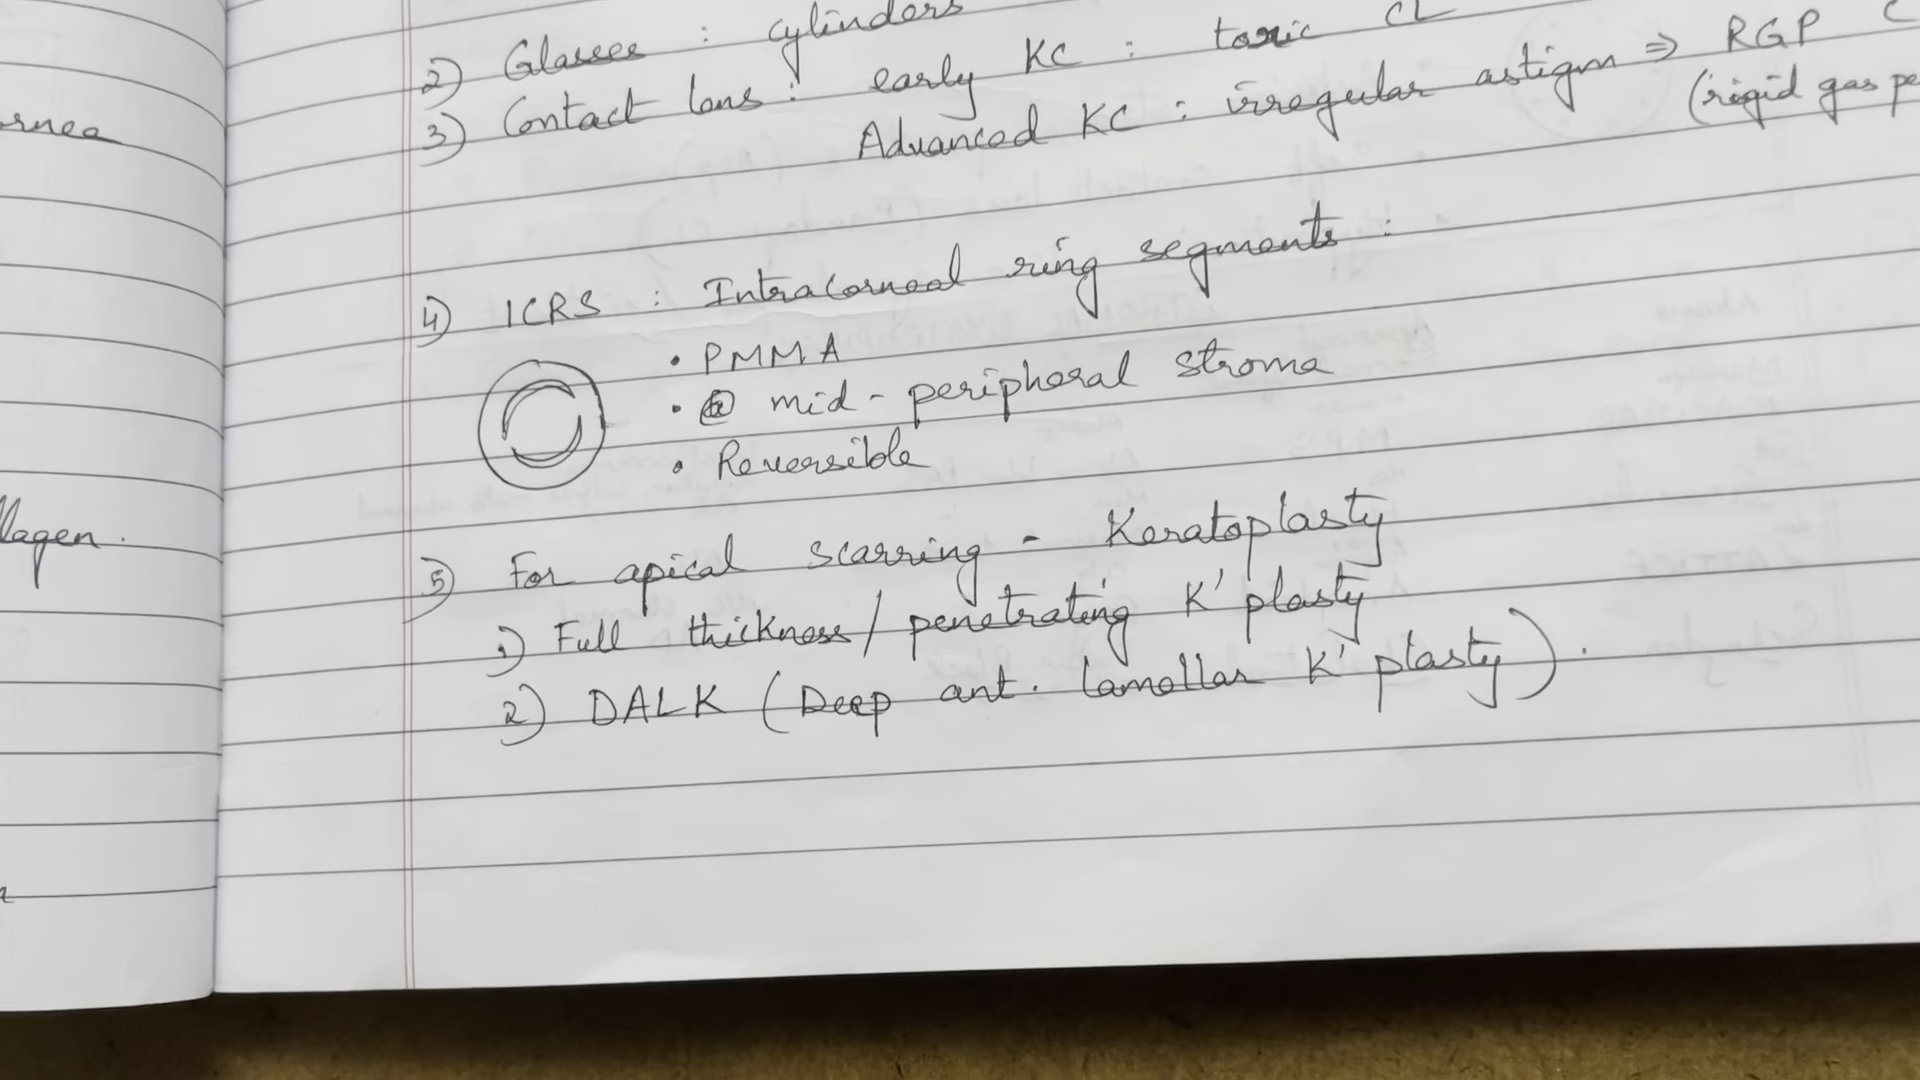 2) Glasses : cylinders
3) Contact lens : early KC : toric CL
Advanced KC : irregular astigm ⇒ RGP C
(rigid gas pe
4) ICRS : Intracorneal ring segments :
• PMMA
• @ mid - peripheral stroma
• Reversible
5) For apical scarring - Keratoplasty
1) Full thickness / penetrating K' plasty
2) DALK (Deep ant. lamellar K' plasty).
ornea
llagen.